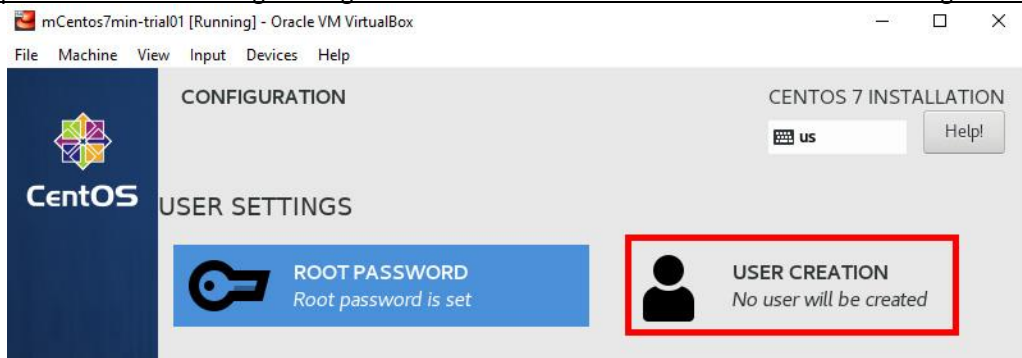 mCentos7min-trial01 [Running] - Oracle VM VirtualBox
File Machine View Input Devices Help
CONFIGURATION
CENTOS 7 INSTALLATION
us
Help!
CentOS
USER SETTINGS
ROOT PASSWORD
Root password is set
USER CREATION
No user will be created